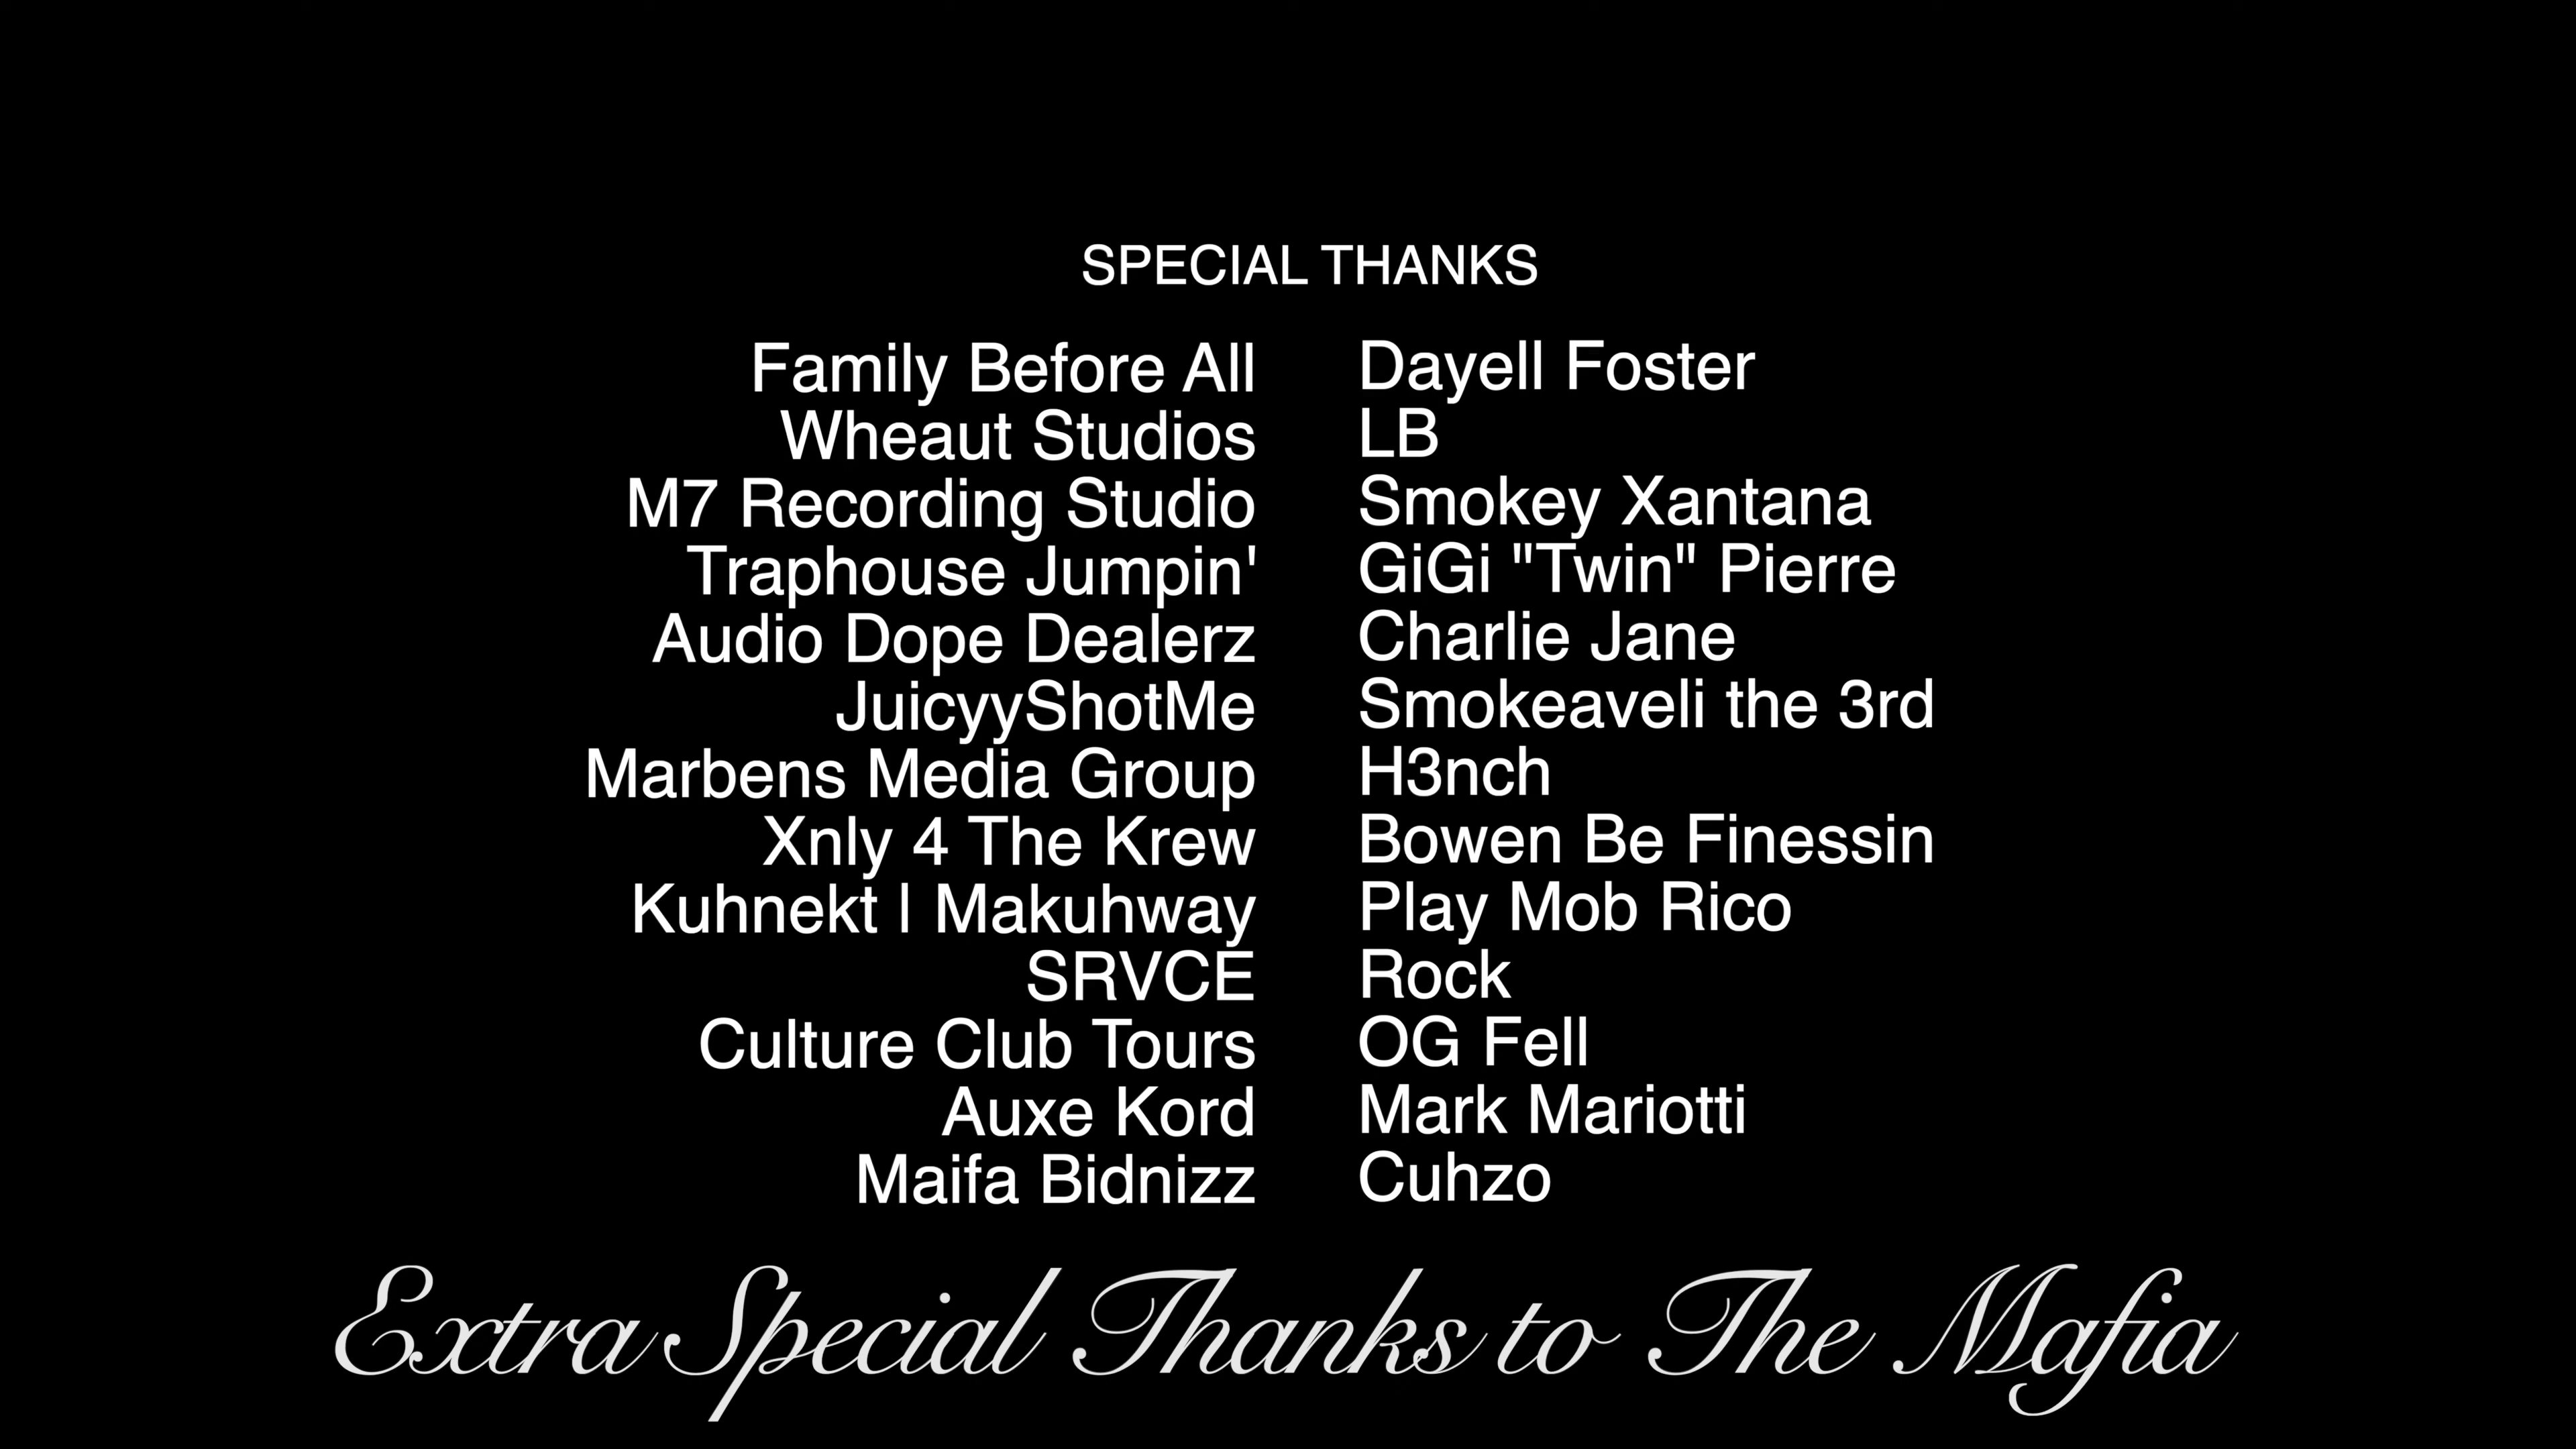 SPECIAL THANKS
Family Before All
Wheaut Studios
M7 Recording Studio
Traphouse Jumpin'
Audio Dope Dealerz
JuicyyShotMe
Marbens Media Group
Xnly 4 The Krew
Kuhnekt | Makuhway
SRVCE
Culture Club Tours
Auxe Kord
Maifa Bidnizz
Dayell Foster
LB
Smokey Xantana
GiGi "Twin" Pierre
Charlie Jane
Smokeaveli the 3rd
H3nch
Bowen Be Finessin
Play Mob Rico
Rock
OG Fell
Mark Mariotti
Cuhzo
Extra Special Thanks to The Mafia